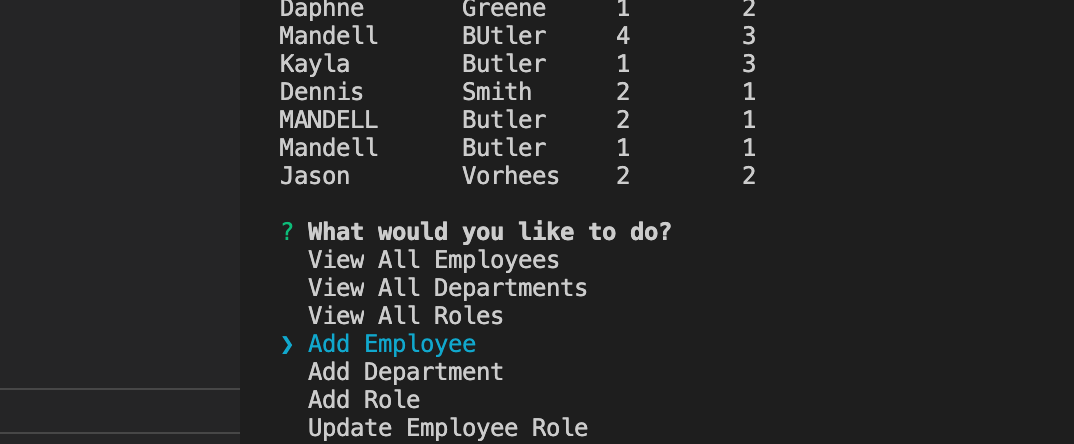 Daphne Greene 1 2
Mandell BUtler 4 3
Kayla Butler 1 3
Dennis Smith 2 1
MANDELL Butler 2 1
Mandell Butler 1 1
Jason Vorhees 2 2
? What would you like to do?
View All Employees
View All Departments
View All Roles
❯ Add Employee
Add Department
Add Role
Update Employee Role